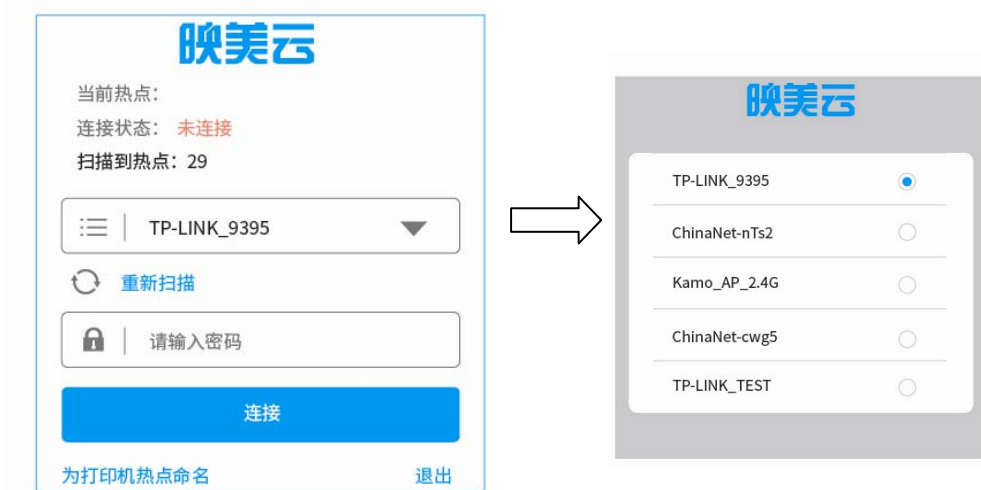 映美云
当前热点：
连接状态： 未连接
扫描到热点：29
TP-LINK_9395
重新扫描
请输入密码
连接
为打印机热点命名 退出
映美云
TP-LINK_9395
ChinaNet-nTs2
Kamo_AP_2.4G
ChinaNet-cwg5
TP-LINK_TEST